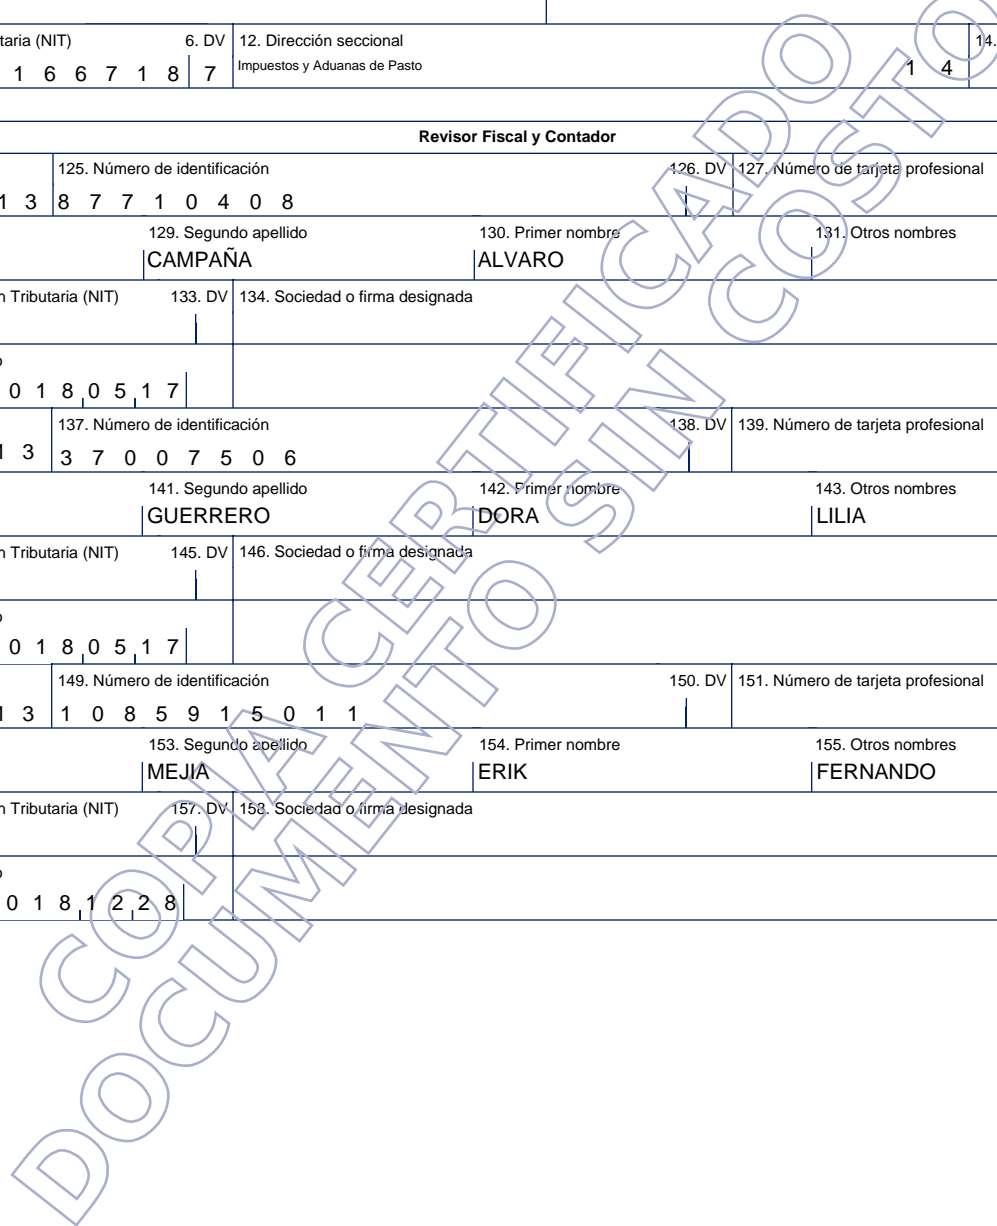 taria (NIT) 6. DV 12. Dirección seccional 14.
1 6 6 7 1 8 7 Impuestos y Aduanas de Pasto 1 4
Revisor Fiscal y Contador
125. Número de identificación 126. DV 127. Número de tarjeta profesional
1 3 8 7 7 1 0 4 0 8
129. Segundo apellido 130. Primer nombre 131. Otros nombres
CAMPAÑA ALVARO
n Tributaria (NIT) 133. DV 134. Sociedad o firma designada
o
0 1 8 0 5 1 7
137. Número de identificación 138. DV 139. Número de tarjeta profesional
1 3 3 7 0 0 7 5 0 6
141. Segundo apellido 142. Primer nombre 143. Otros nombres
GUERRERO DORA LILIA
n Tributaria (NIT) 145. DV 146. Sociedad o firma designada
o
0 1 8 0 5 1 7
149. Número de identificación 150. DV 151. Número de tarjeta profesional
1 3 1 0 8 5 9 1 5 0 1 1
153. Segundo apellido 154. Primer nombre 155. Otros nombres
MEJIA ERIK FERNANDO
n Tributaria (NIT) 157. DV 158. Sociedad o firma designada
o
0 1 8 1 2 2 8
COPIA CERTIFICADO
DOCUMENTO SIN COSTO